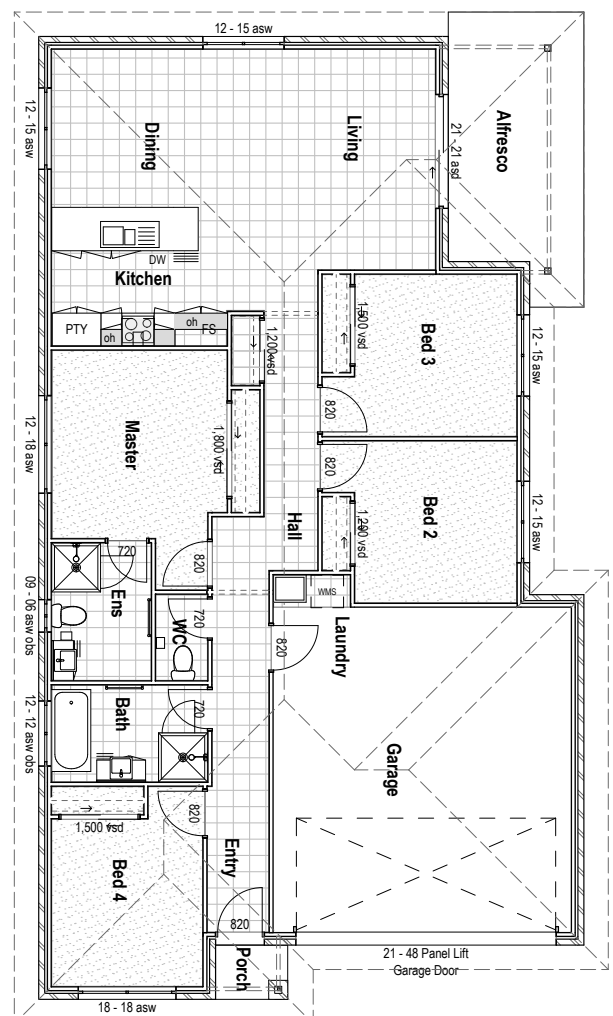 12 - 15 asw
12 - 15 asw
Dining
Living
21 - 21 asd
Alfresco
DW
Kitchen
PTY
oh
oh
FS
1,200 vsd
1,500 vsd
Bed 3
12 - 15 asw
820
12 - 18 asw
Master
1,800 vsd
820
Hall
1,200 vsd
Bed 2
12 - 15 asw
720
820
Ens
09 - 06 asw obs
WC
720
WMS
Laundry
820
12 - 12 asw obs
Bath
720
Garage
1,500 vsd
820
Bed 4
Entry
820
Porch
21 - 48 Panel Lift
Garage Door
18 - 18 asw